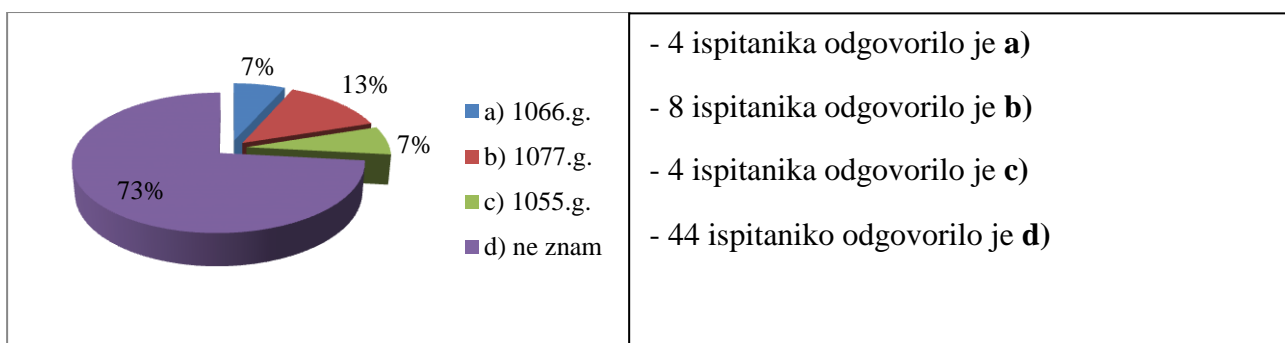 7%
13%
7%
73%
a) 1066.g.
b) 1077.g.
c) 1055.g.
d) ne znam
- 4 ispitanika odgovorilo je a)
- 8 ispitanika odgovorilo je b)
- 4 ispitanika odgovorilo je c)
- 44 ispitaniko odgovorilo je d)